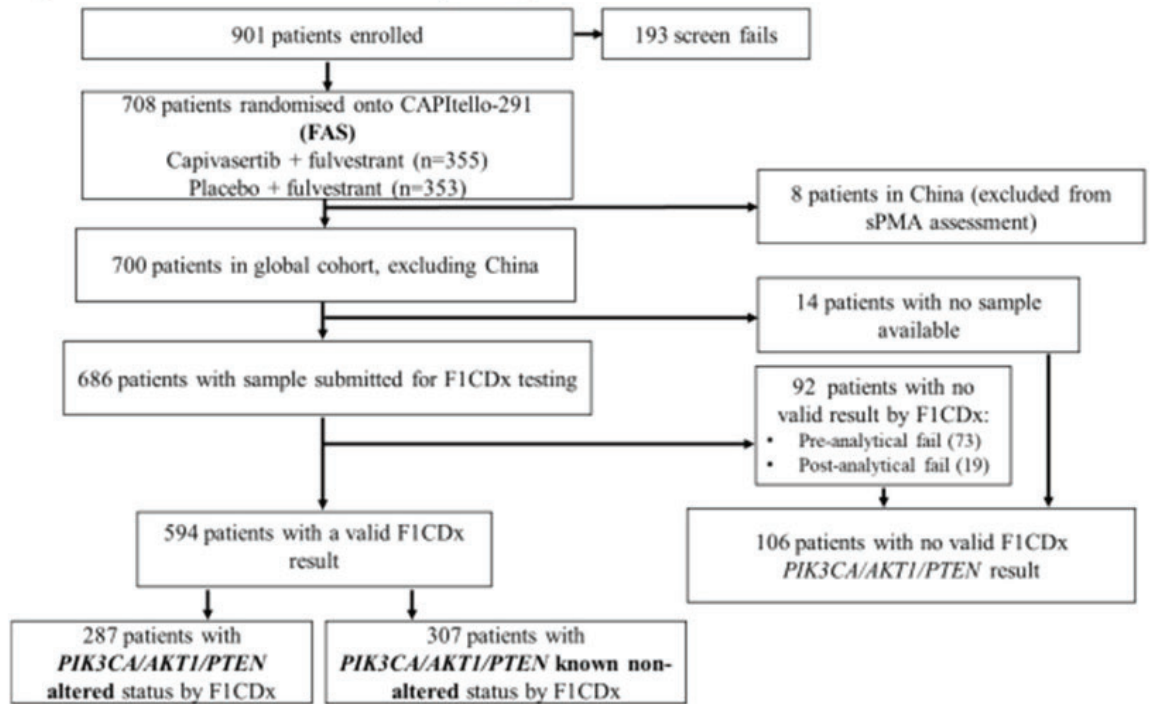 901 patients enrolled
193 screen fails
708 patients randomised onto CAPItello-291
(FAS)
Capivasertib + fulvestrant (n=355)
Placebo + fulvestrant (n=353)
8 patients in China (excluded from
sPMA assessment)
700 patients in global cohort, excluding China
14 patients with no sample
available
686 patients with sample submitted for F1CDx testing
92 patients with no
valid result by F1CDx:
• Pre-analytical fail (73)
• Post-analytical fail (19)
594 patients with a valid F1CDx
result
106 patients with no valid F1CDx
PIK3CA/AKT1/PTEN result
287 patients with
PIK3CA/AKT1/PTEN
altered status by F1CDx
307 patients with
PIK3CA/AKT1/PTEN known non-
altered status by F1CDx